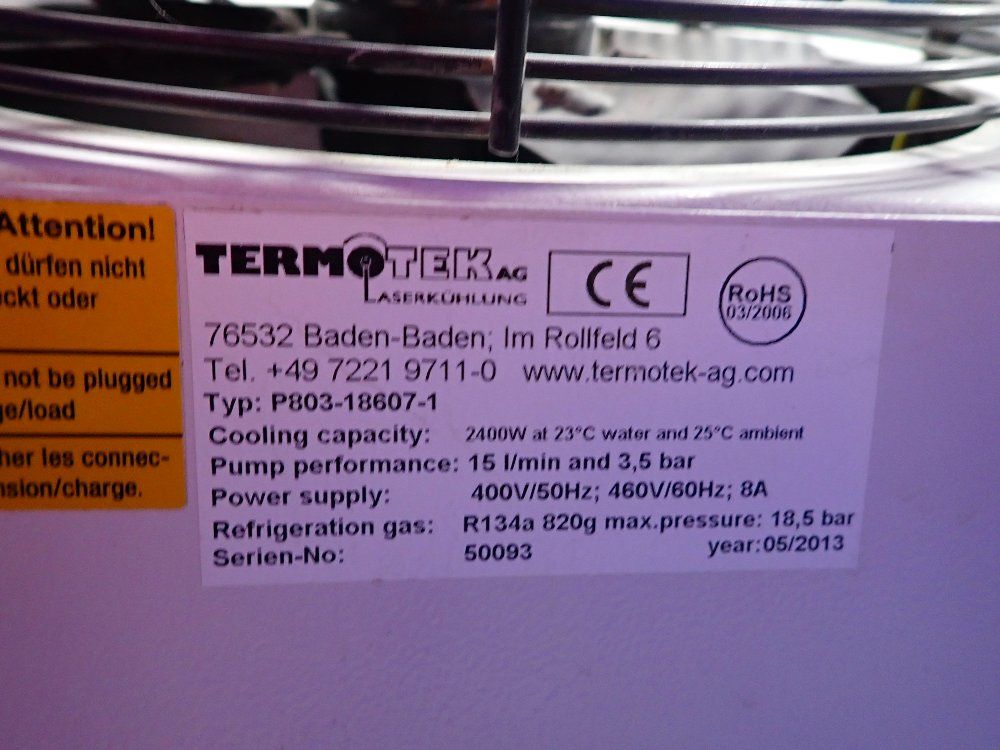 Attention!
dürfen nicht
ckt oder
not be plugged
ge/load
her les connec-
nsion/charge.
TERMOTEK AG
LASERKÜHLUNG
CE
RoHS
03/2006
76532 Baden-Baden; Im Rollfeld 6
Tel. +49 7221 9711-0 www.termotek-ag.com
Typ: P803-18607-1
Cooling capacity: 2400W at 23°C water and 25°C ambient
Pump performance: 15 l/min and 3,5 bar
Power supply: 400V/50Hz; 460V/60Hz; 8A
Refrigeration gas: R134a 820g max.pressure: 18,5 bar
Serien-No: 50093 year:05/2013